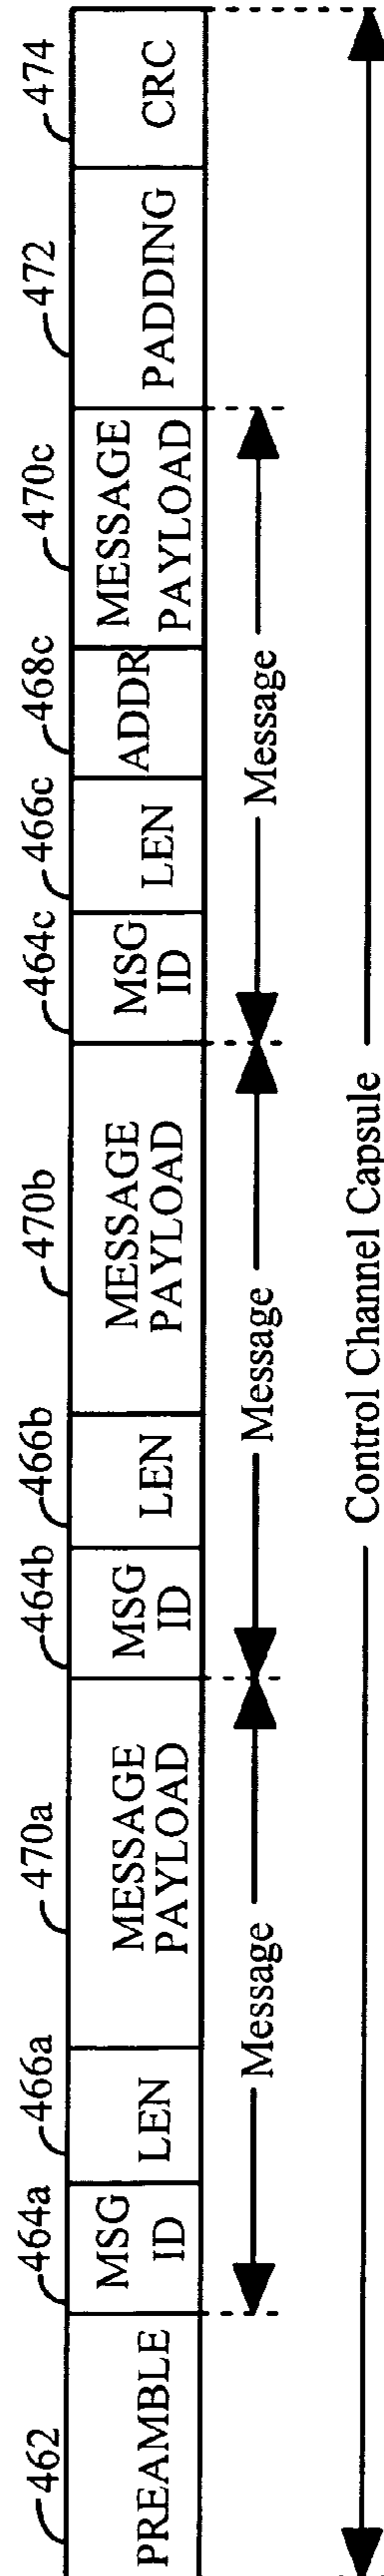 462 464a 466a 470a 464b 466b 470b 464c 466c 468c 470c 472 474
PREAMBLE
MSG
ID
LEN
MESSAGE
PAYLOAD
MSG
ID
LEN
MESSAGE
PAYLOAD
MSG
ID
LEN
ADDR
MESSAGE
PAYLOAD
PADDING
CRC
Message Message Message
Control Channel Capsule